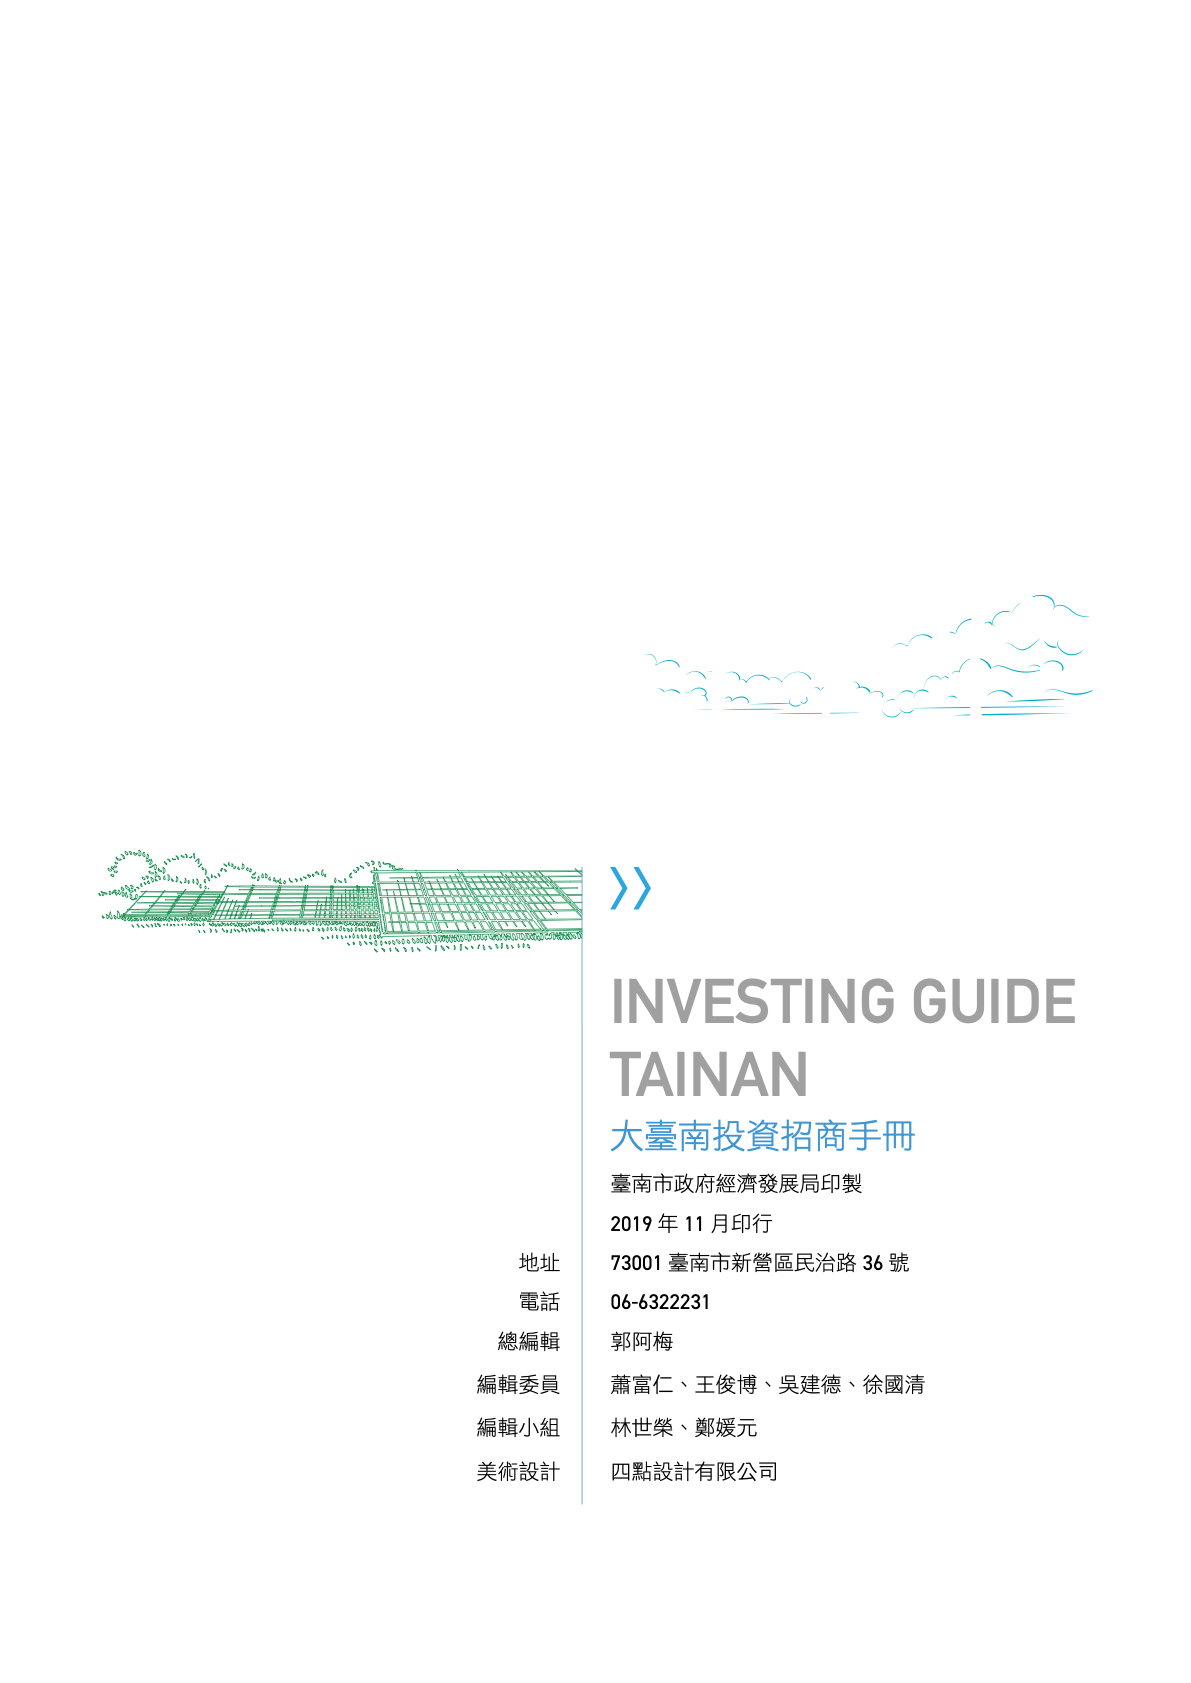 INVESTING GUIDE
TAINAN
大臺南投資招商手冊
臺南市政府經濟發展局印製
2019 年 11 月印行
地址 73001 臺南市新營區民治路 36 號
電話 06-6322231
總編輯 郭阿梅
編輯委員 蕭富仁、王俊博、吳建德、徐國清
編輯小組 林世榮、鄭媛元
美術設計 四點設計有限公司